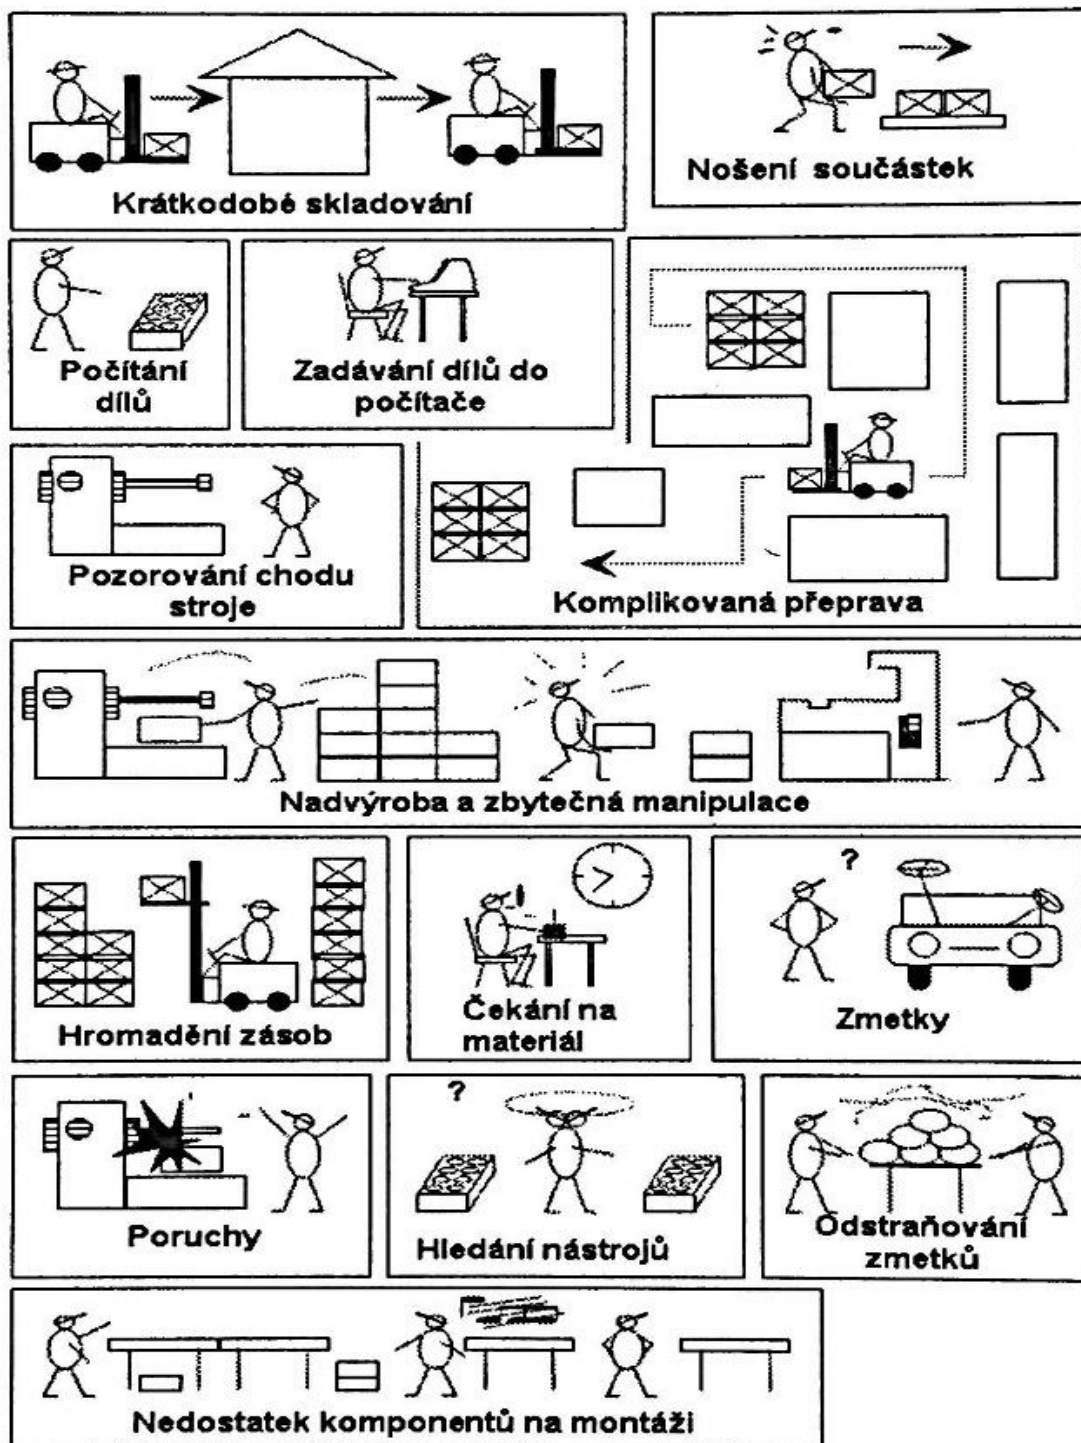 Krátkodobé skladování
Nošení součástek
Počítání
dílů
Zadávání dílů do
počítače
Pozorování chodu
stroje
Komplikovaná přeprava
Nadvýroba a zbytečná manipulace
Hromadění zásob
Čekání na
materiál
?
Zmetky
Poruchy
?
Hledání nástrojů
Odstraňování
zmetků
Nedostatek komponentů na montáži